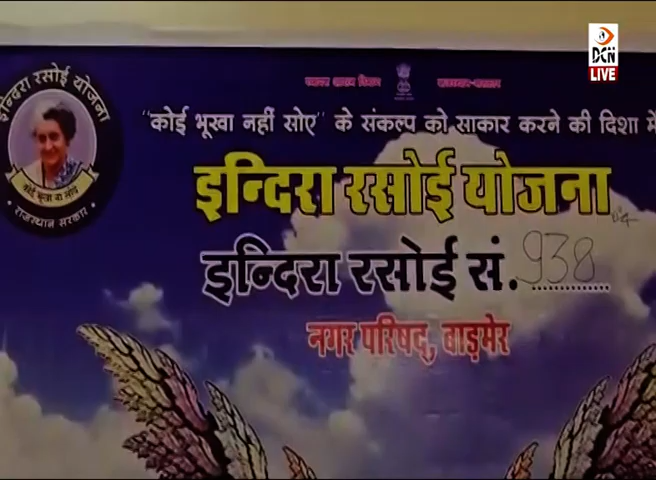 DCN
LIVE
इन्दिरा रसोई योजना
राजस्थान सरकार
"कोई भूखा नहीं सोए" के संकल्प को साकार करने की दिशा में
इन्दिरा रसोई योजना
इन्दिरा रसोई सं. 938
नगर परिषद्, बाड़मेर